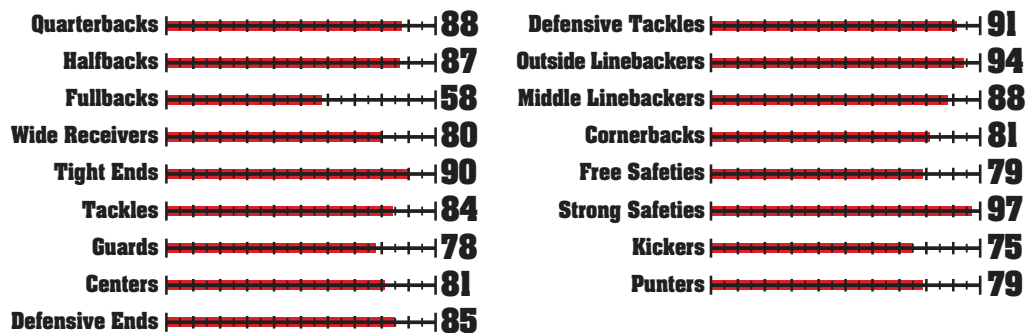 Quarterbacks 88
Halfbacks 87
Fullbacks 58
Wide Receivers 80
Tight Ends 90
Tackles 84
Guards 78
Centers 81
Defensive Ends 85
Defensive Tackles 91
Outside Linebackers 94
Middle Linebackers 88
Cornerbacks 81
Free Safeties 79
Strong Safeties 97
Kickers 75
Punters 79